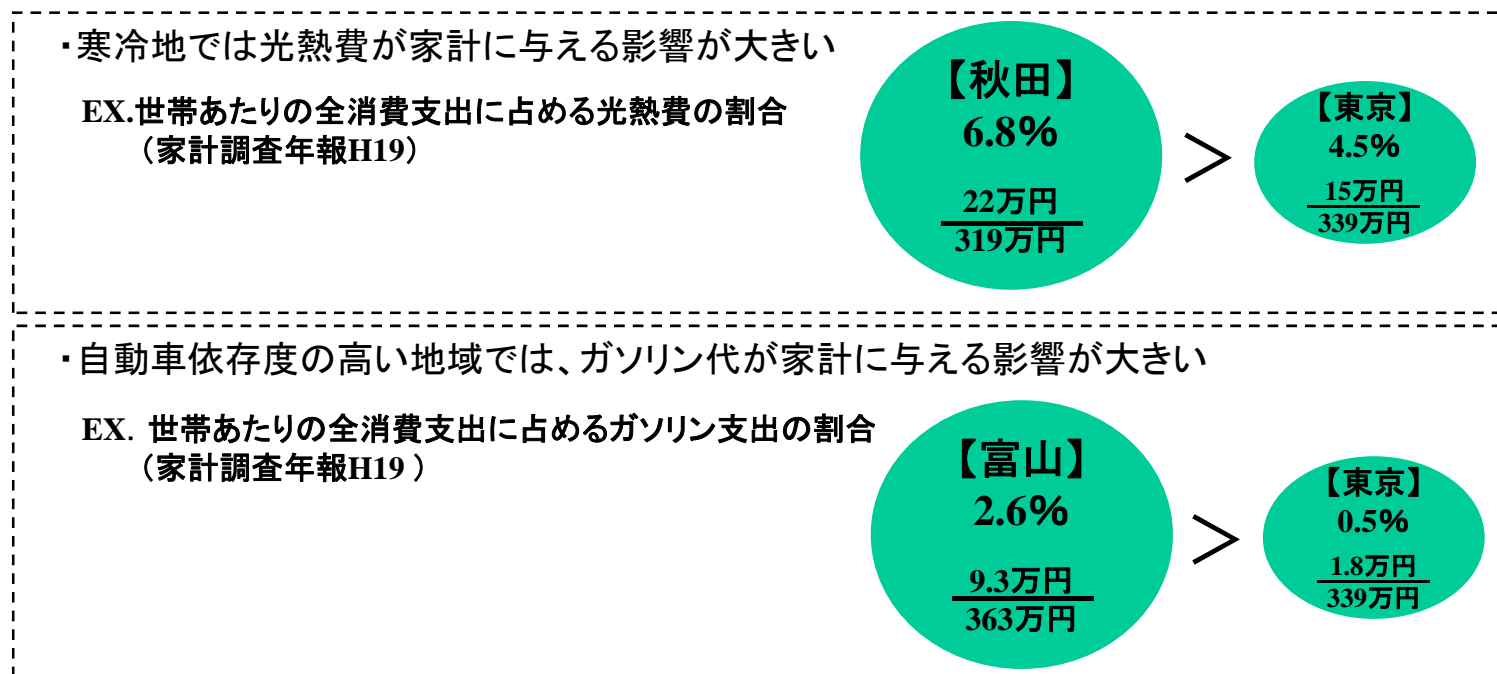 ・寒冷地では光熱費が家計に与える影響が大きい
EX.世帯あたりの全消費支出に占める光熱費の割合
（家計調査年報H19）
【秋田】
6.8%
22万円
319万円
＞
【東京】
4.5%
15万円
339万円
・自動車依存度の高い地域では、ガソリン代が家計に与える影響が大きい
EX. 世帯あたりの全消費支出に占めるガソリン支出の割合
（家計調査年報H19 ）
【富山】
2.6%
9.3万円
363万円
＞
【東京】
0.5%
1.8万円
339万円